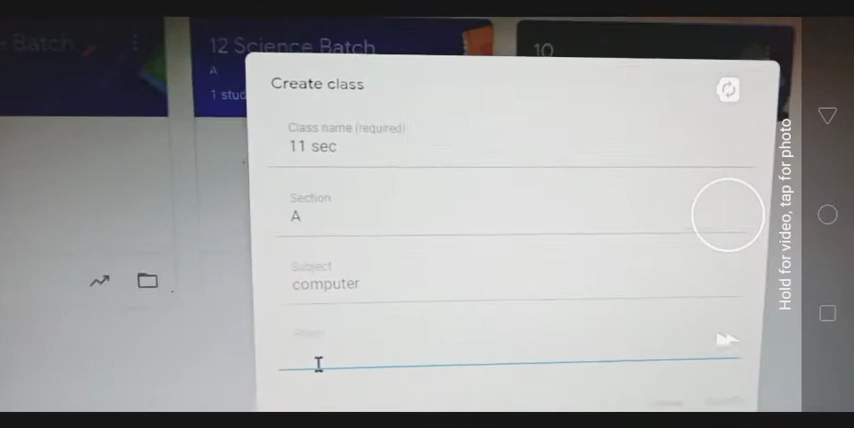 Batch
12 Science Batch
A
1 stud
10
Create class
Class name (required)
11 sec
Section
A
Subject
computer
Hold for video, tap for photo